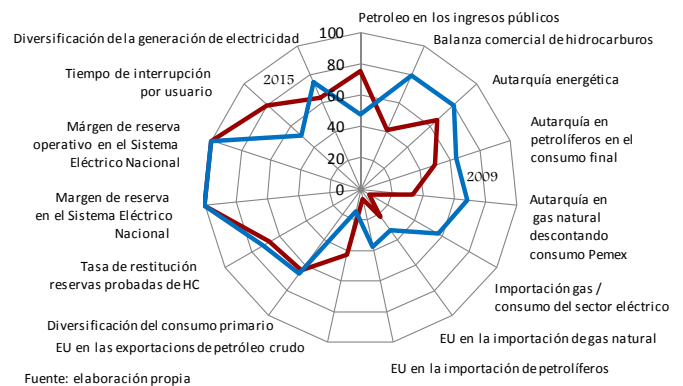 Petroleo en los ingresos públicos
Balanza comercial de hidrocarburos
Autarquía energética
Autarquía en
petrolíferos en el
consumo final
Autarquía en
gas natural
descontando
consumo Pemex
Importación gas /
consumo del sector eléctrico
EU en la importación de gas natural
EU en la importación de petrolíferos
EU en las exportacions de petróleo crudo
Diversificación del consumo primario
Tasa de restitución
reservas probadas de HC
Margen de reserva
en el Sistema Eléctrico
Nacional
Márgen de reserva
operativo en el Sistema
Eléctrico Nacional
Tiempo de interrupción
por usuario
Diversificación de la generación de electricidad
100
80
60
40
20
0
2015
2009
Fuente: elaboración propia